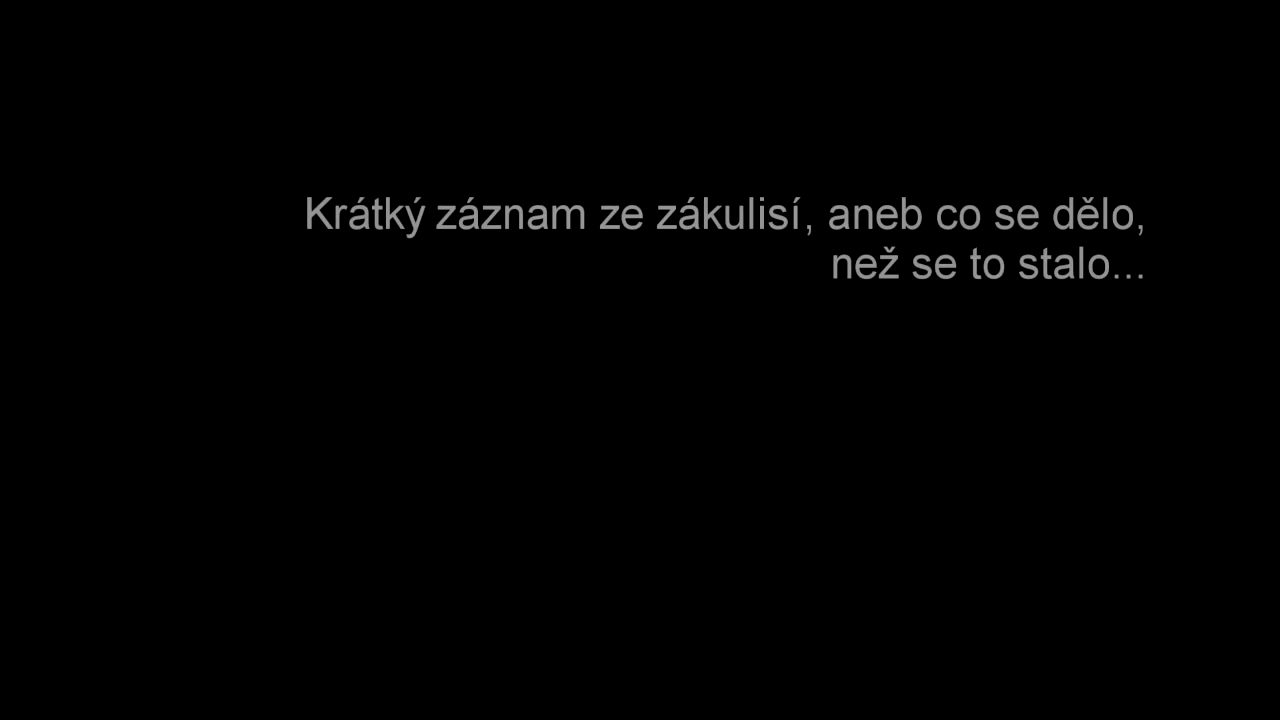 Krátký záznam ze zákulisí, aneb co se dělo,
než se to stalo...